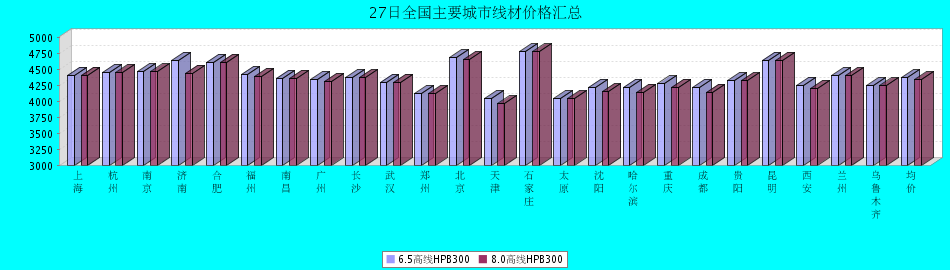 27日全国主要城市线材价格汇总
5000
4750
4500
4250
4000
3750
3500
3250
3000
上海
杭州
南京
济南
合肥
福州
南昌
广州
长沙
武汉
郑州
北京
天津
石家庄
太原
沈阳
哈尔滨
重庆
成都
贵阳
昆明
西安
兰州
乌鲁木齐
均价
6.5高线HPB300 8.0高线HPB300